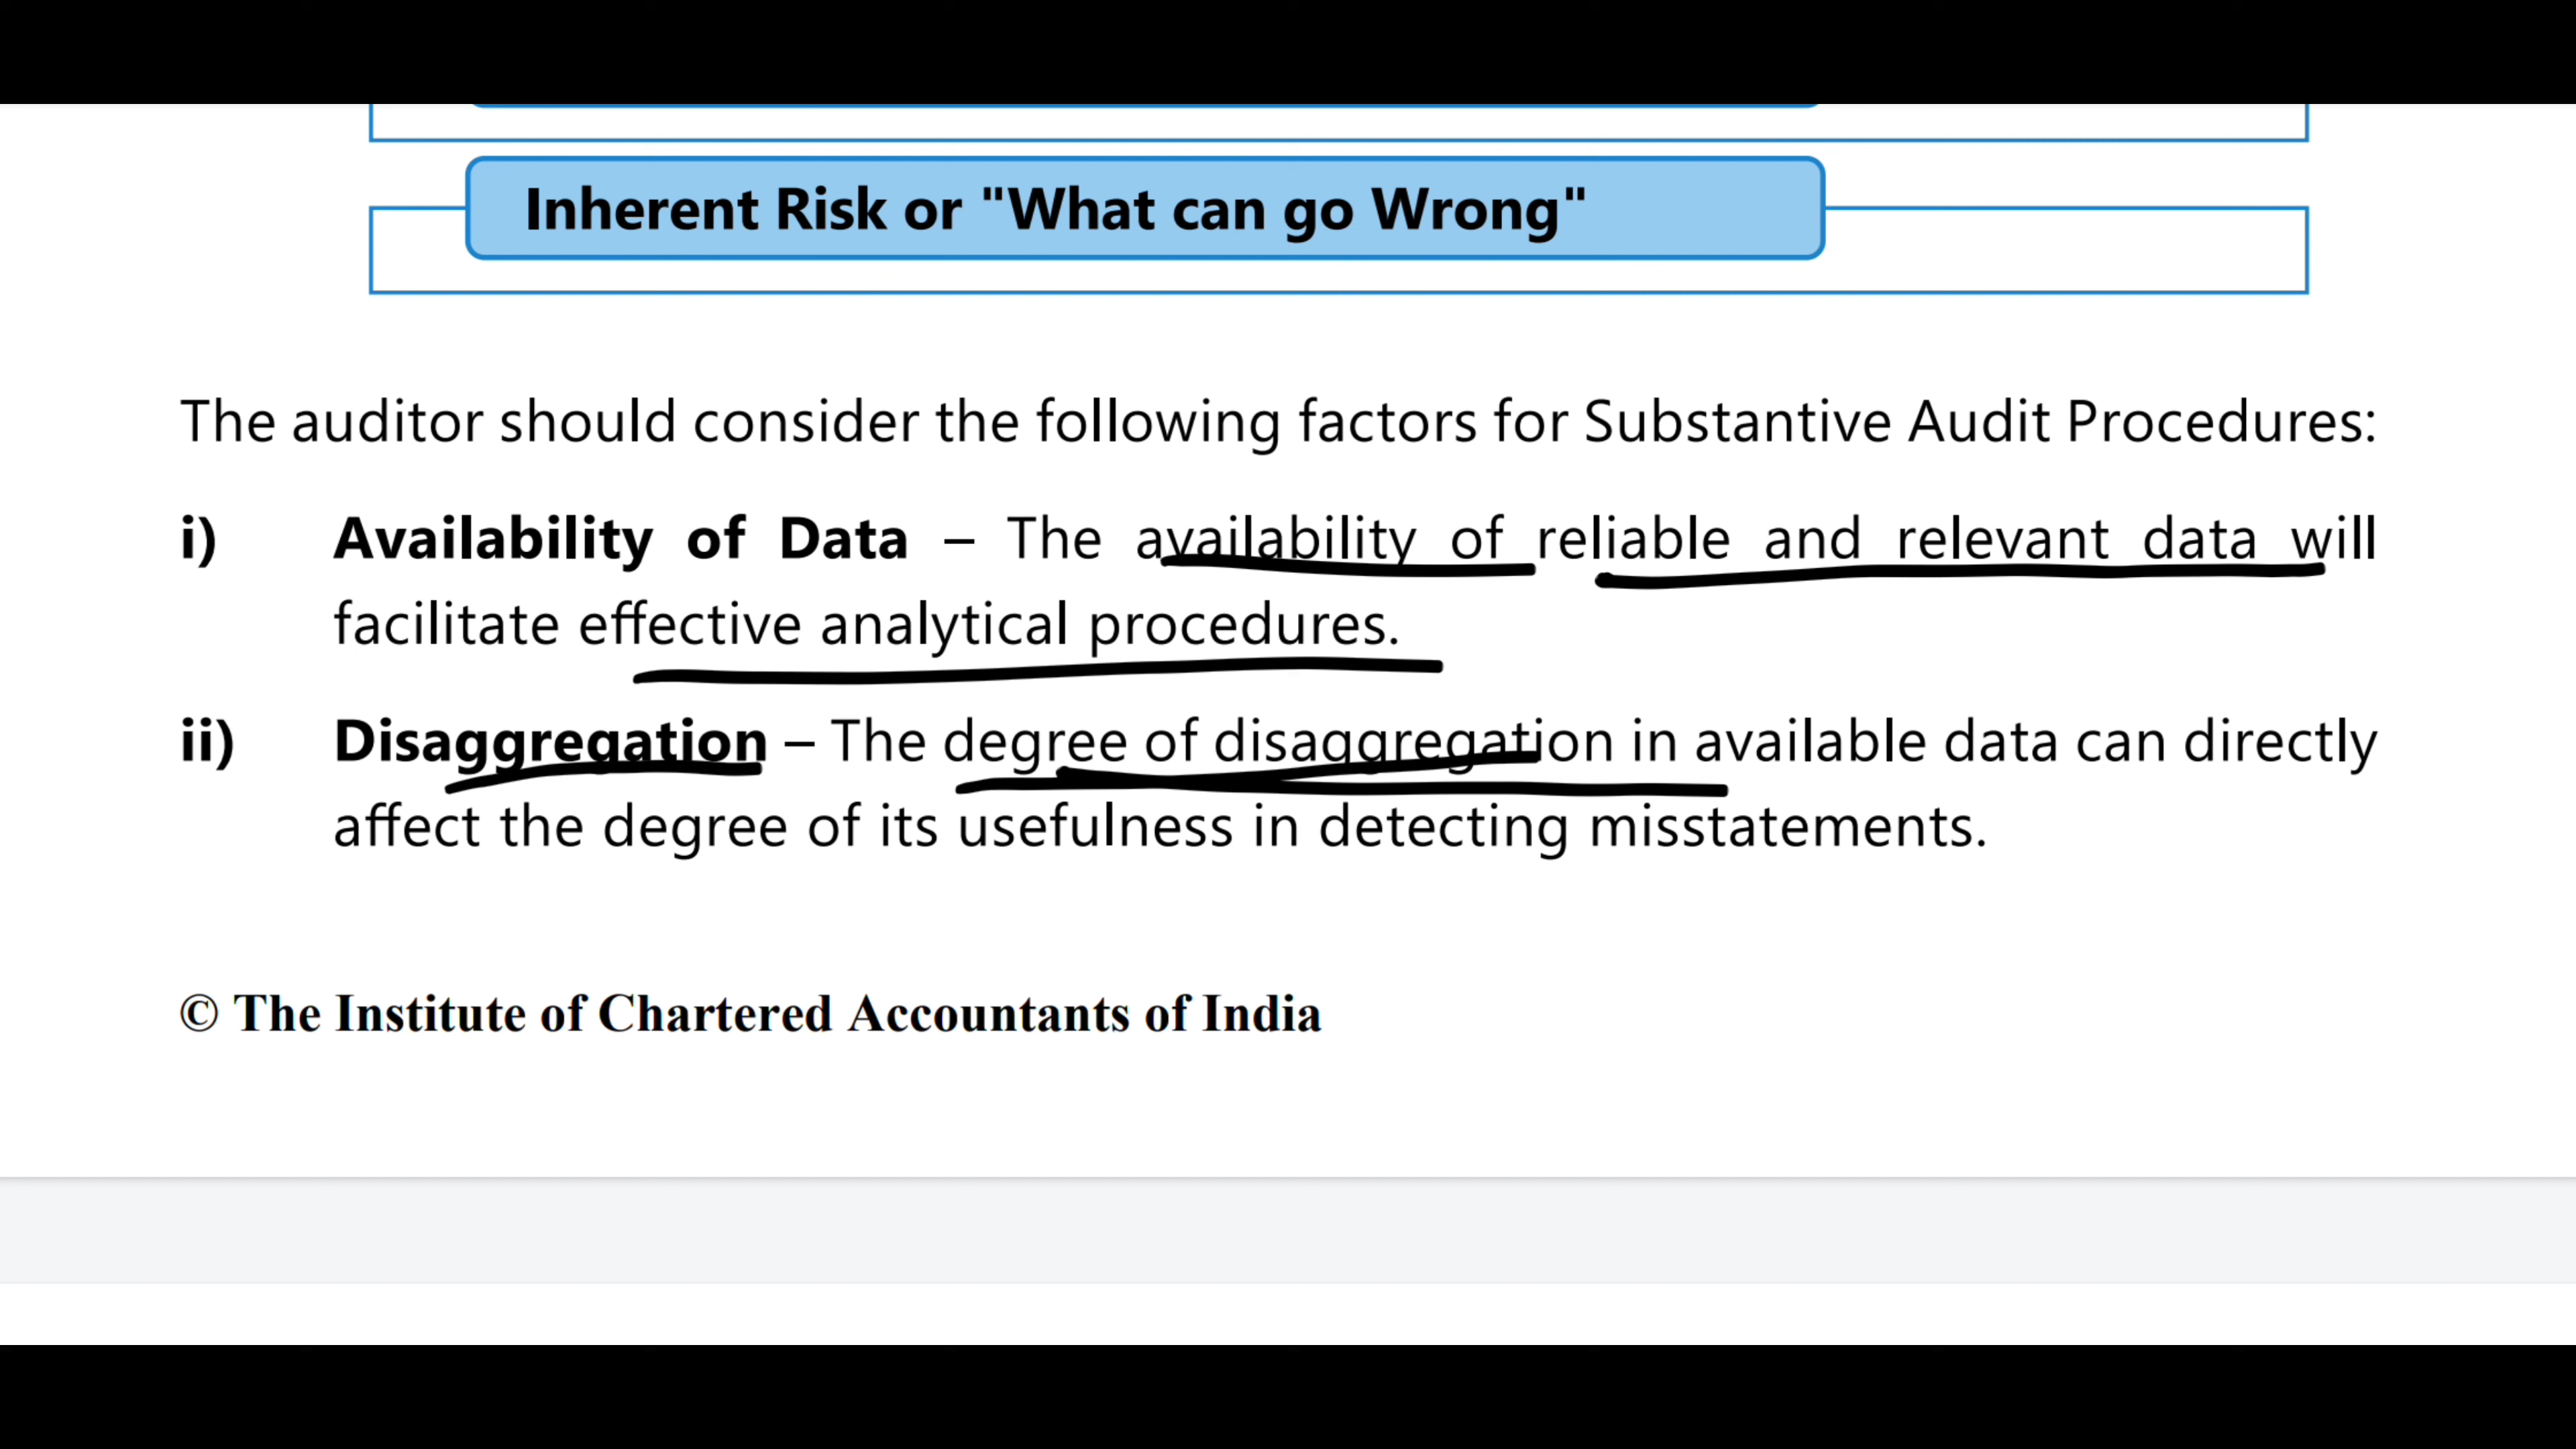 Inherent Risk or "What can go Wrong"
The auditor should consider the following factors for Substantive Audit Procedures:
i) Availability of Data – The availability of reliable and relevant data will
facilitate effective analytical procedures.
ii) Disaggregation – The degree of disaggregation in available data can directly
affect the degree of its usefulness in detecting misstatements.
© The Institute of Chartered Accountants of India